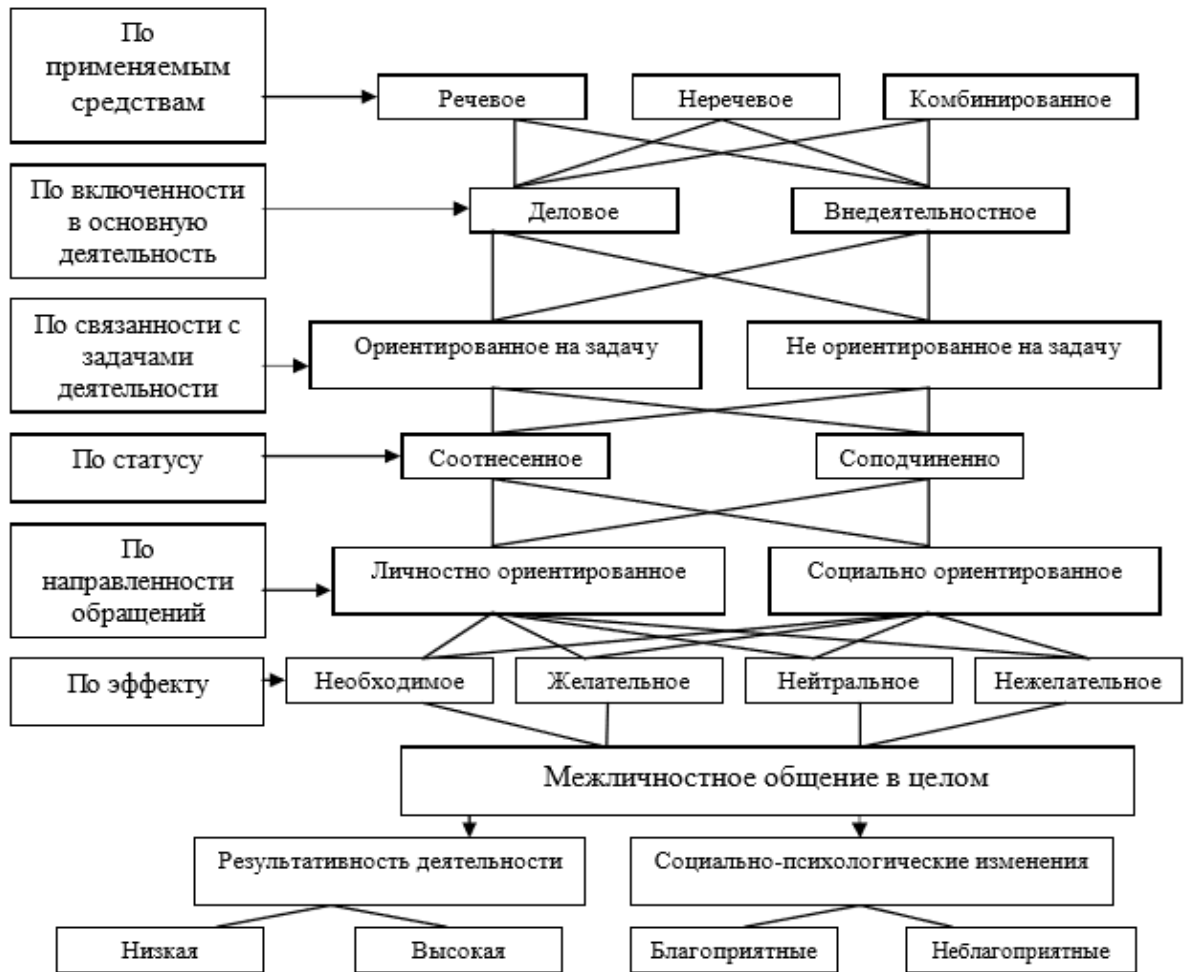 По
применяемым
средствам
Речевое
Неречевое
Комбинированное
По включенности
в основную
деятельность
Деловое
Внедеятельностное
По связанности с
задачами
деятельности
Ориентированное на задачу
Не ориентированное на задачу
По статусу
Соотнесенное
Соподчиненно
По
направленности
обращений
Личностно ориентированное
Социально ориентированное
По эффекту
Необходимое
Желательное
Нейтральное
Нежелательное
Межличностное общение в целом
Результативность деятельности
Социально-психологические изменения
Низкая
Высокая
Благоприятные
Неблагоприятные